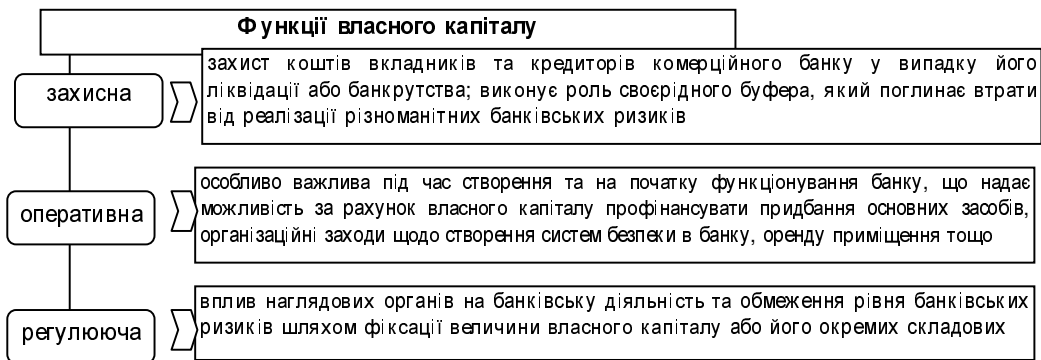 Функції власного капіталу
захисна
захист коштів вкладників та кредиторів комерційного банку у випадку його
ліквідації або банкрутства; виконує роль своєрідного буфера, який поглинає втрати
від реалізації різноманітних банківських ризиків
оперативна
особливо важлива під час створення та на початку функціонування банку, що надає
можливість за рахунок власного капіталу профінансувати придбання основних засобів,
організаційні заходи щодо створення систем безпеки в банку, оренду приміщення тощо
регулююча
вплив наглядових органів на банківську діяльність та обмеження рівня банківських
ризиків шляхом фіксації величини власного капіталу або його окремих складових